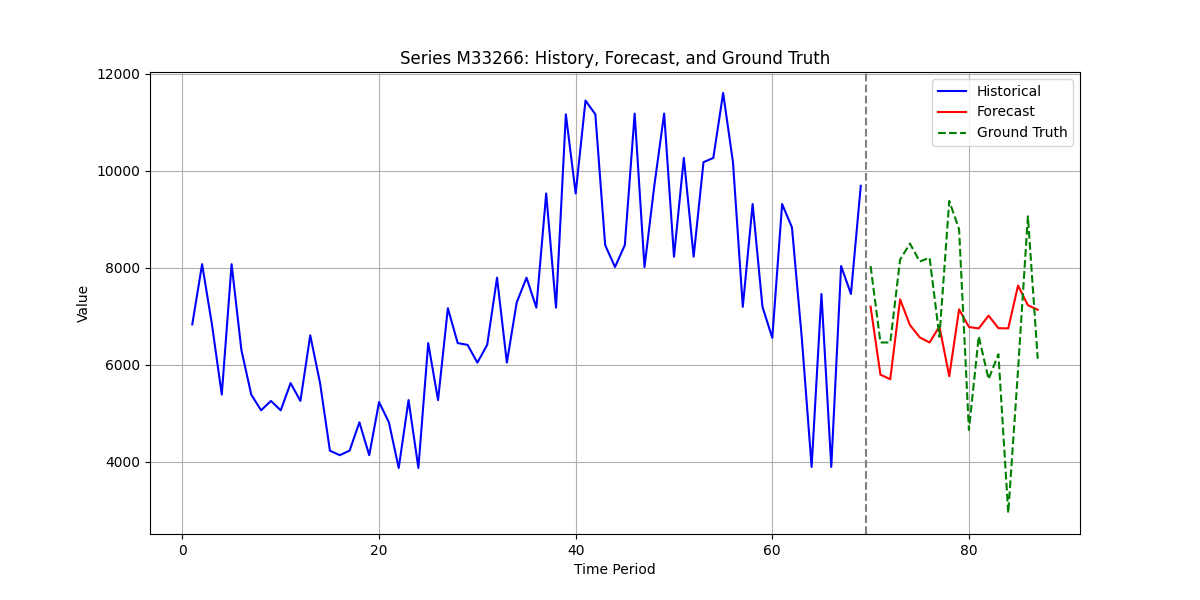 Series M33266: History, Forecast, and Ground Truth
12000
10000
8000
6000
4000
Value
0
20
40
60
80
Time Period
Historical
Forecast
Ground Truth